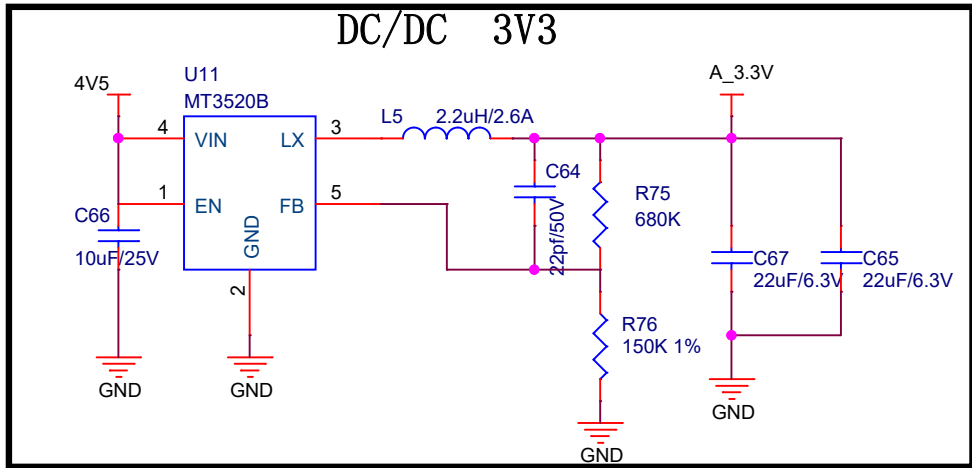 DC/DC 3V3
4V5
U11
MT3520B
A_3.3V
L5
2.2uH/2.6A
4
VIN
LX
3
1
EN
FB
5
GND
2
C66
10uF/25V
C64
22pf/50V
R75
680K
C67
22uF/6.3V
C65
22uF/6.3V
R76
150K 1%
GND
GND
GND
GND